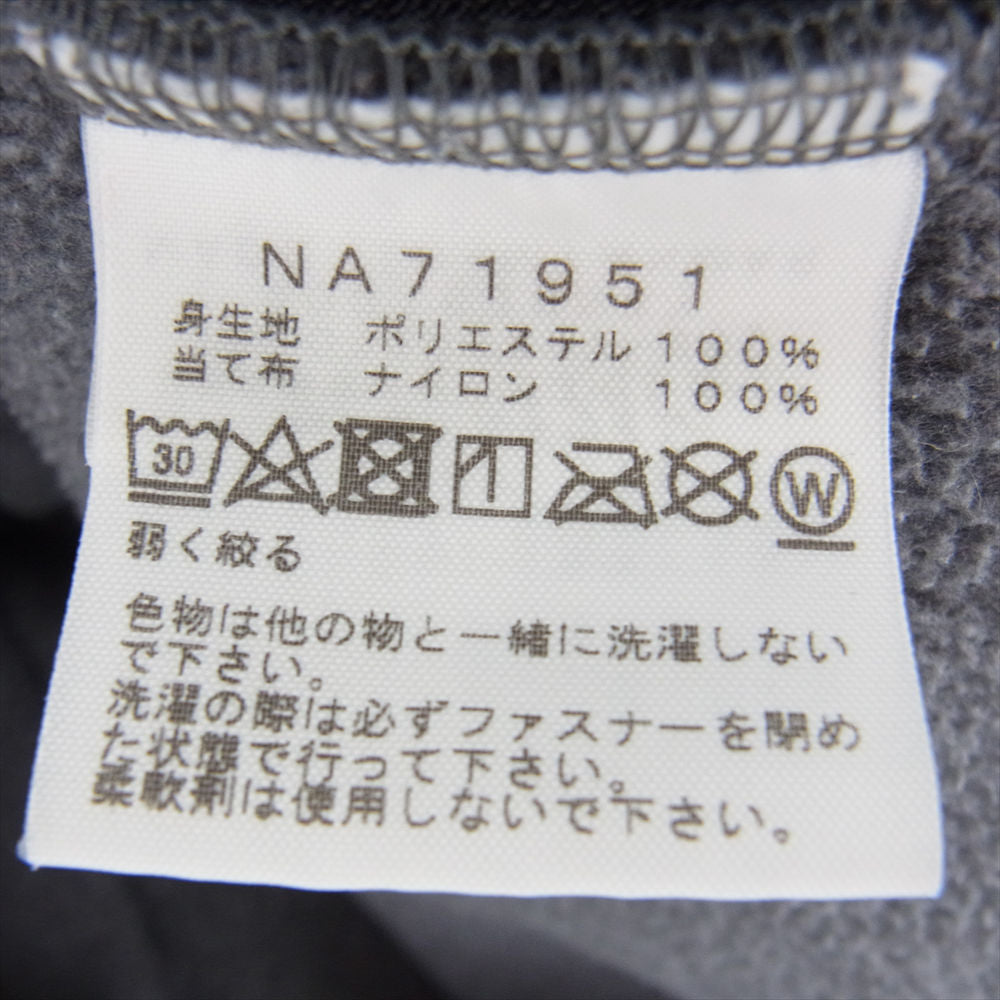 NA71951
身生地 ポリエステル 100%
当て布 ナイロン 100%
30 W
弱く絞る
色物は他の物と一緒に洗濯しない
で下さい。
洗濯の際は必ずファスナーを閉め
た状態で行って下さい。
柔軟剤は使用しないで下さい。